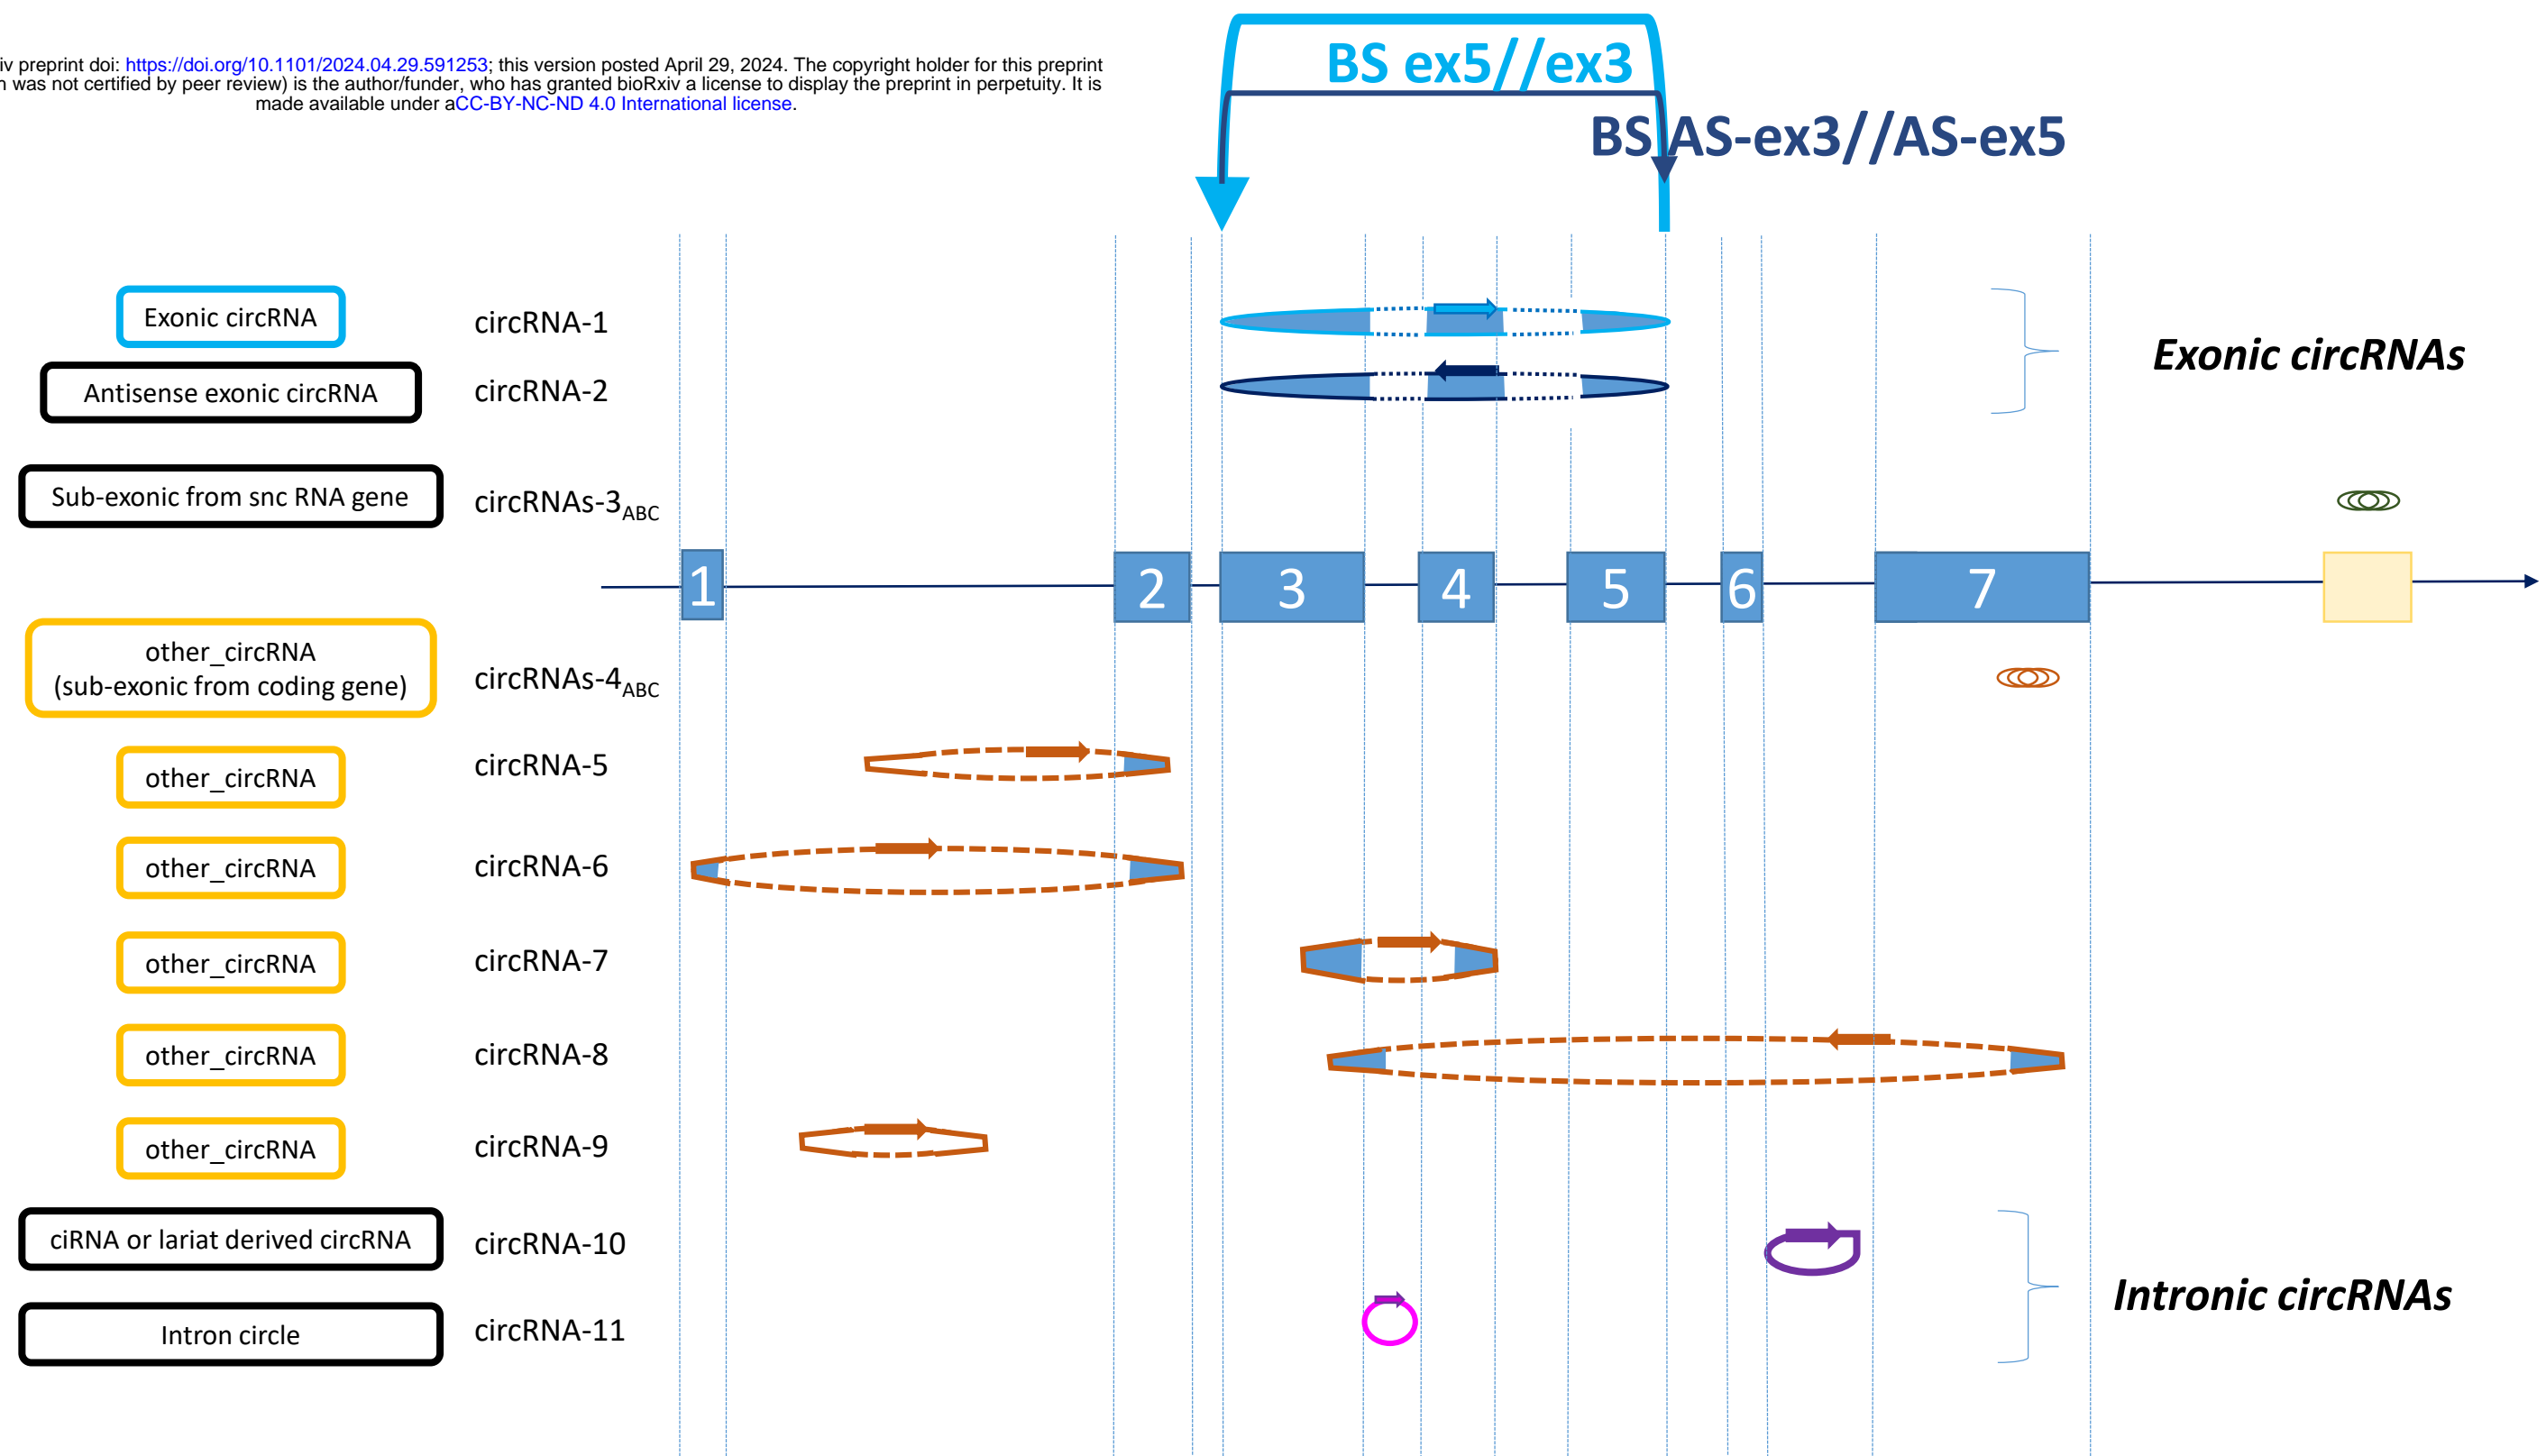 BS ex5//ex3
iv preprint doi: https://doi.org/10.1101/2024.04.29.591253; this version posted April 29, 2024. The copyright holder for this preprint
n was not certified by peer review) is the author/funder, who has granted bioRxiv a license to display the preprint in perpetuity. It is
made available under aCC-BY-NC-ND 4.0 International license.
BS AS-ex3//AS-ex5
Exonic circRNA
circRNA-1
Exonic circRNAs
Antisense exonic circRNA
circRNA-2
Sub-exonic from snc RNA gene
circRNAs-3ABC
1 2 3 4 5 6 7
other_circRNA
(sub-exonic from coding gene)
circRNAs-4ABC
other_circRNA
circRNA-5
other_circRNA
circRNA-6
other_circRNA
circRNA-7
other_circRNA
circRNA-8
other_circRNA
circRNA-9
ciRNA or lariat derived circRNA
circRNA-10
Intronic circRNAs
Intron circle
circRNA-11